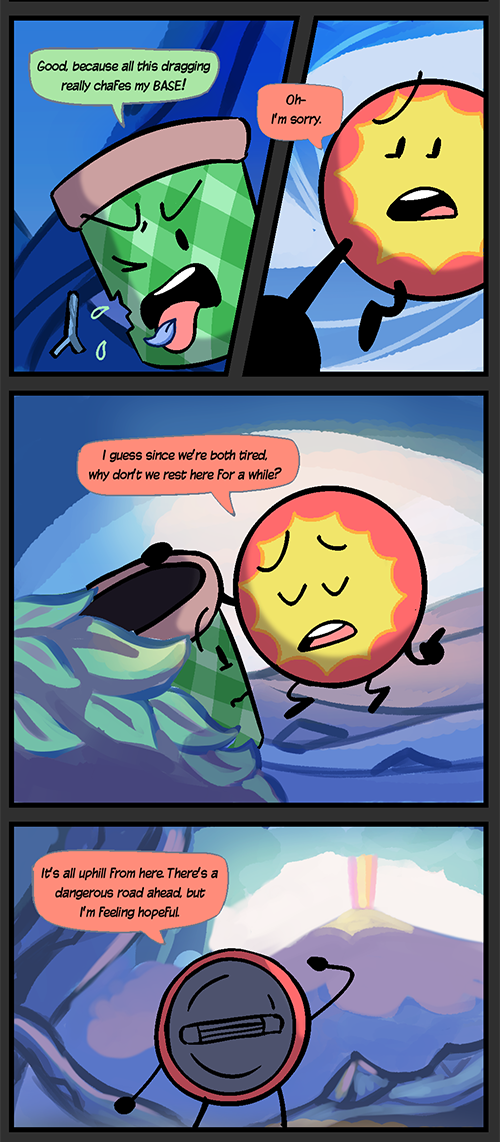 Good, because all this dragging
really chafes my BASE!
Oh-
I'm sorry.
I guess since we're both tired,
why don't we rest here for a while?
It's all uphill from here. There's a
dangerous road ahead, but
I'm feeling hopeful.